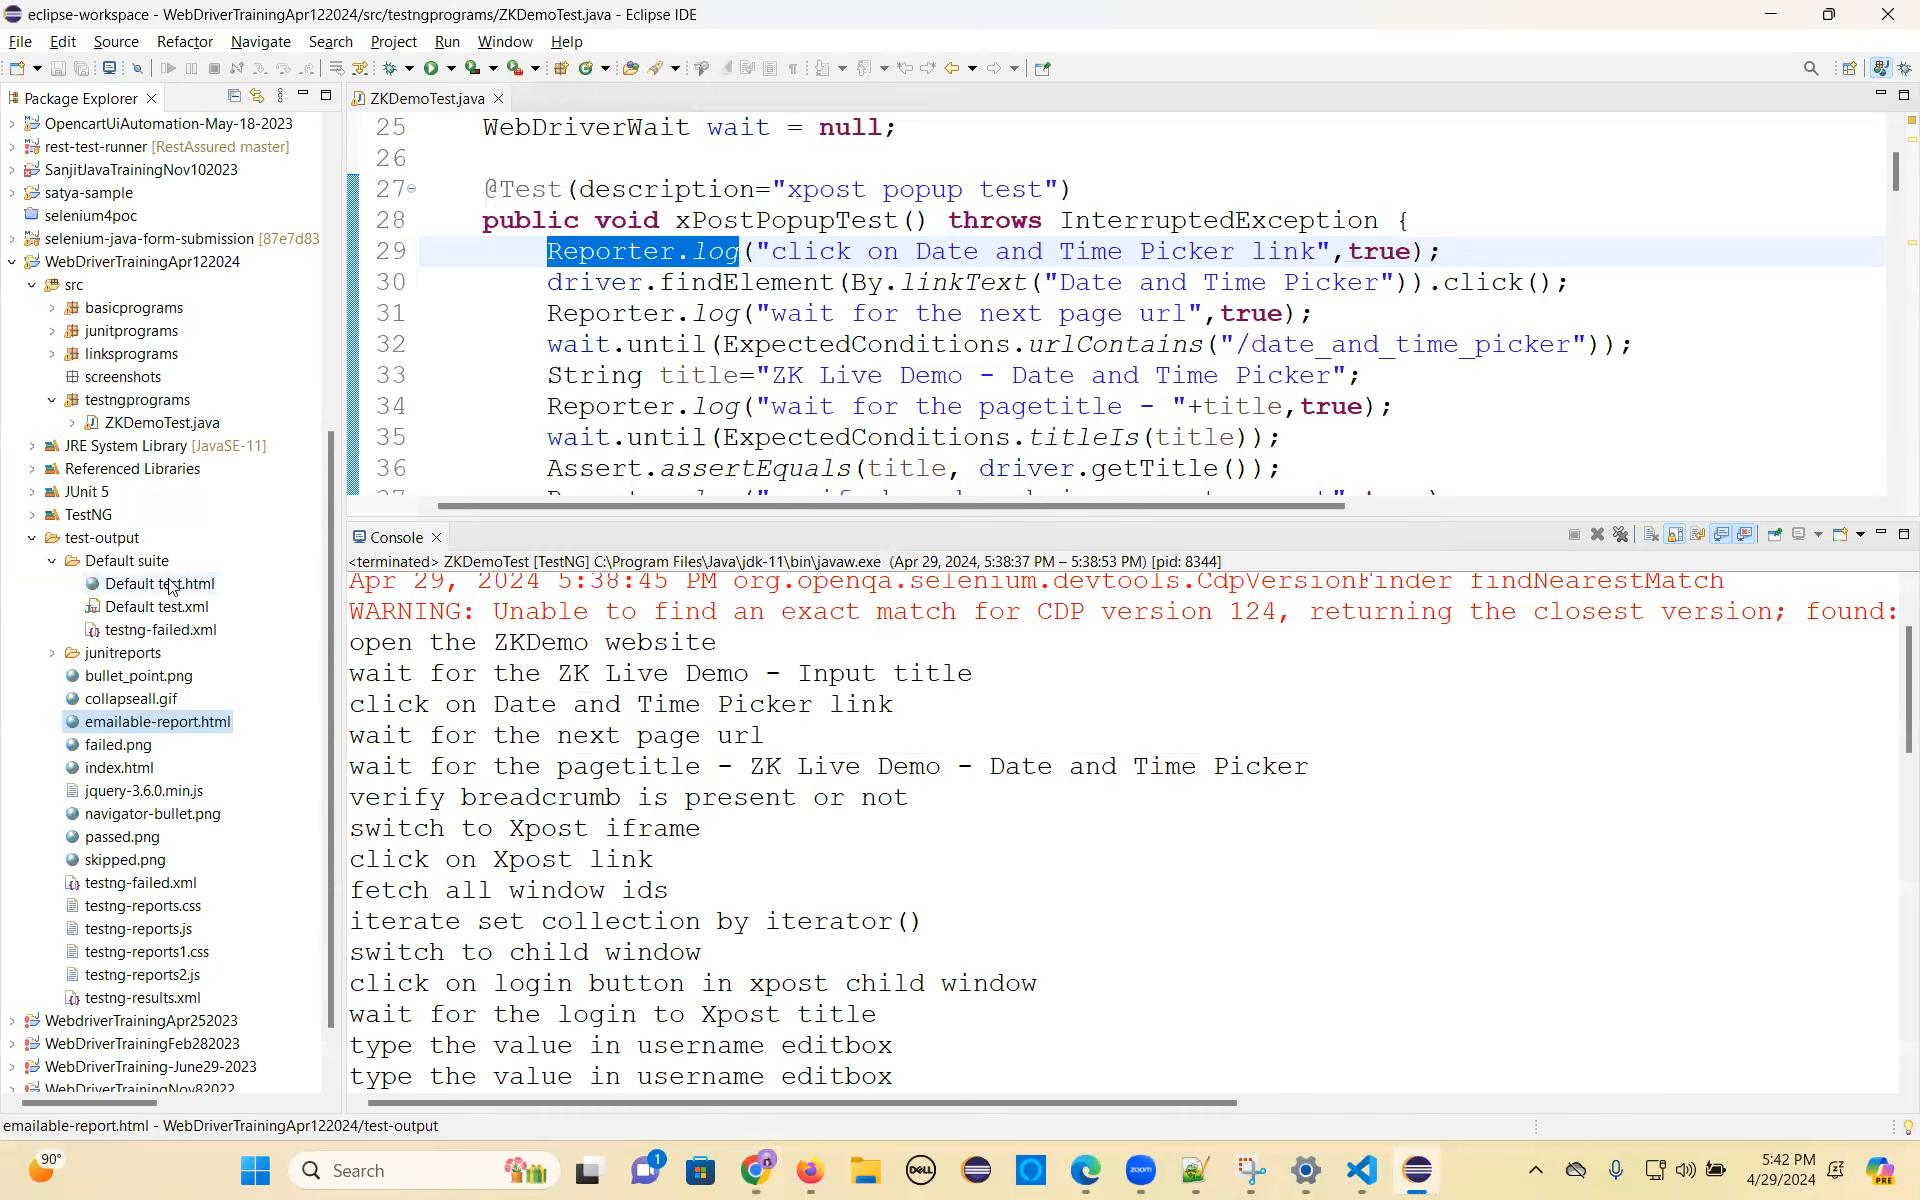 eclipse-workspace - WebDriverTrainingApr122024/src/testngprograms/ZKDemoTest.java - Eclipse IDE
File Edit Source Refactor Navigate Search Project Run Window Help
Package Explorer
OpencartUiAutomation-May-18-2023
rest-test-runner [RestAssured master]
SanjitJavaTrainingNov102023
satya-sample
selenium4poc
selenium-java-form-submission [87e7d83
WebDriverTrainingApr122024
src
basicprograms
junitprograms
linksprograms
screenshots
testngprograms
ZKDemoTest.java
JRE System Library [JavaSE-11]
Referenced Libraries
JUnit 5
TestNG
test-output
Default suite
Default test.html
Default test.xml
testng-failed.xml
junitreports
bullet_point.png
collapseall.gif
emailable-report.html
failed.png
index.html
jquery-3.6.0.min.js
navigator-bullet.png
passed.png
skipped.png
testng-failed.xml
testng-reports.css
testng-reports.js
testng-reports1.css
testng-reports2.js
testng-results.xml
WebdriverTrainingApr252023
WebDriverTrainingFeb282023
WebDriverTraining-June29-2023
WebDriverTrainingNov82022
ZKDemoTest.java
25 WebDriverWait wait = null;
26
27 @Test(description="xpost popup test")
28 public void xPostPopupTest() throws InterruptedException {
29 Reporter.log("click on Date and Time Picker link",true);
30 driver.findElement(By.linkText("Date and Time Picker")).click();
31 Reporter.log("wait for the next page url",true);
32 wait.until(ExpectedConditions.urlContains("/date_and_time_picker"));
33 String title="ZK Live Demo - Date and Time Picker";
34 Reporter.log("wait for the pagetitle - "+title,true);
35 wait.until(ExpectedConditions.titleIs(title));
36 Assert.assertEquals(title, driver.getTitle());
Console
<terminated> ZKDemoTest [TestNG] C:\Program Files\Java\jdk-11\bin\javaw.exe (Apr 29, 2024, 5:38:37 PM – 5:38:53 PM) [pid: 8344]
Apr 29, 2024 5:38:45 PM org.openqa.selenium.devtools.CdpVersionFinder findNearestMatch
WARNING: Unable to find an exact match for CDP version 124, returning the closest version; found:
open the ZKDemo website
wait for the ZK Live Demo - Input title
click on Date and Time Picker link
wait for the next page url
wait for the pagetitle - ZK Live Demo - Date and Time Picker
verify breadcrumb is present or not
switch to Xpost iframe
click on Xpost link
fetch all window ids
iterate set collection by iterator()
switch to child window
click on login button in xpost child window
wait for the login to Xpost title
type the value in username editbox
type the value in username editbox
emailable-report.html - WebDriverTrainingApr122024/test-output
90°
Search
1
DELL
zoom
PRE
5:42 PM
4/29/2024